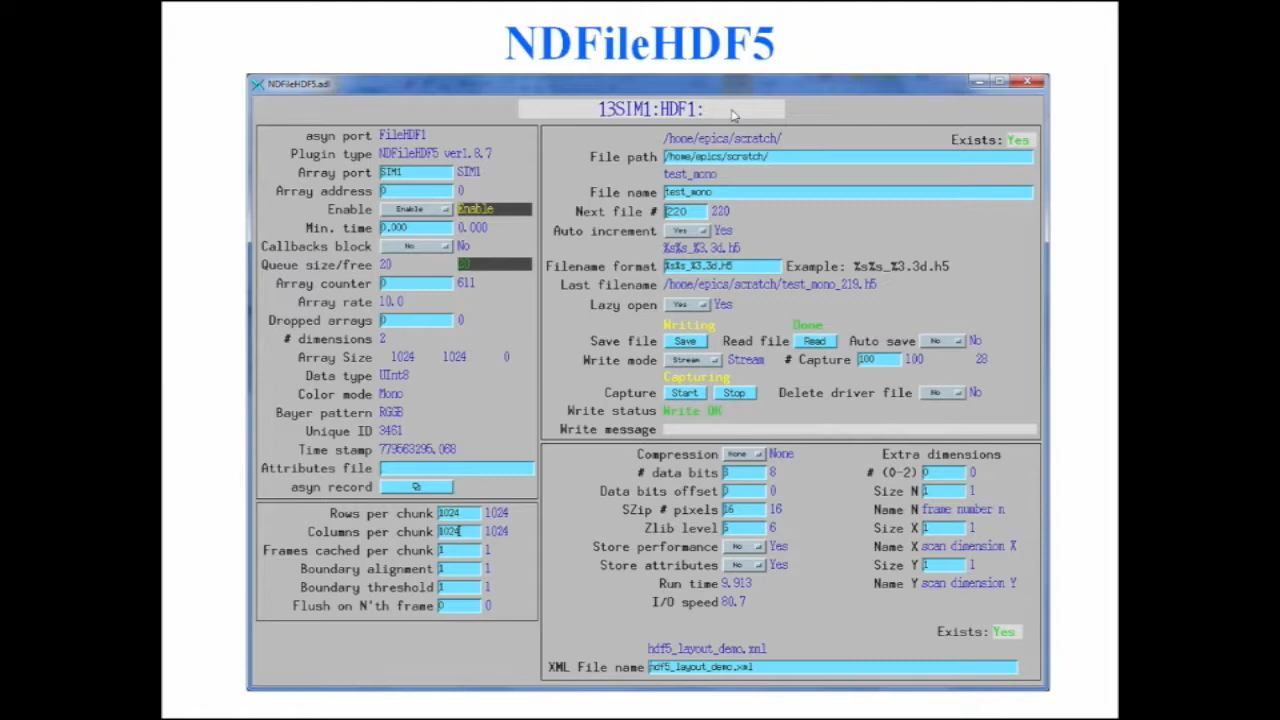 NDFileHDF5
NDFileHDF5.adl
13SIM1:HDF1:
asyn port FileHDF1
Plugin type NDFileHDF5 ver1.8.7
Array port SIM1 SIM1
Array address 0 0
Enable Enable Enable
Min. time 0.000 0.000
Callbacks block No No
Queue size/free 20 20
Array counter 0 611
Array rate 10.0
Dropped arrays 0 0
# dimensions 2
Array Size 1024 1024 0
Data type UInt8
Color mode Mono
Bayer pattern RGGB
Unique ID 3461
Time stamp 779563295.068
Attributes file
asyn record
Rows per chunk 1024 1024
Columns per chunk 1024 1024
Frames cached per chunk 1 1
Boundary alignment 1 1
Boundary threshold 1 1
Flush on N'th frame 0 0
/home/epics/scratch/ Exists: Yes
File path /home/epics/scratch/
test_mono
File name test_mono
Next file # 220 220
Auto increment Yes Yes
%s%s_%3.3d.h5
Filename format %s%s_%3.3d.h5 Example: %s%s_%3.3d.h5
Last filename /home/epics/scratch/test_mono_219.h5
Lazy open Yes Yes
Writing Done
Save file Save Read file Read Auto save No No
Write mode Stream Stream # Capture 100 100 28
Capturing
Capture Start Stop Delete driver file No No
Write status Write OK
Write message
Compression None None Extra dimensions
# data bits 8 8 # (0-2) 0 0
Data bits offset 0 0 Size N 1 1
SZip # pixels 16 16 Name N frame number n
Zlib level 6 Size X 1 1
Store performance No Yes Name X scan dimension X
Store attributes No Yes Size Y 1 1
Run time 9.913 Name Y scan dimension Y
I/O speed 80.7
Exists: Yes
hdf5_layout_demo.xml
XML File name hdf5_layout_demo.xml